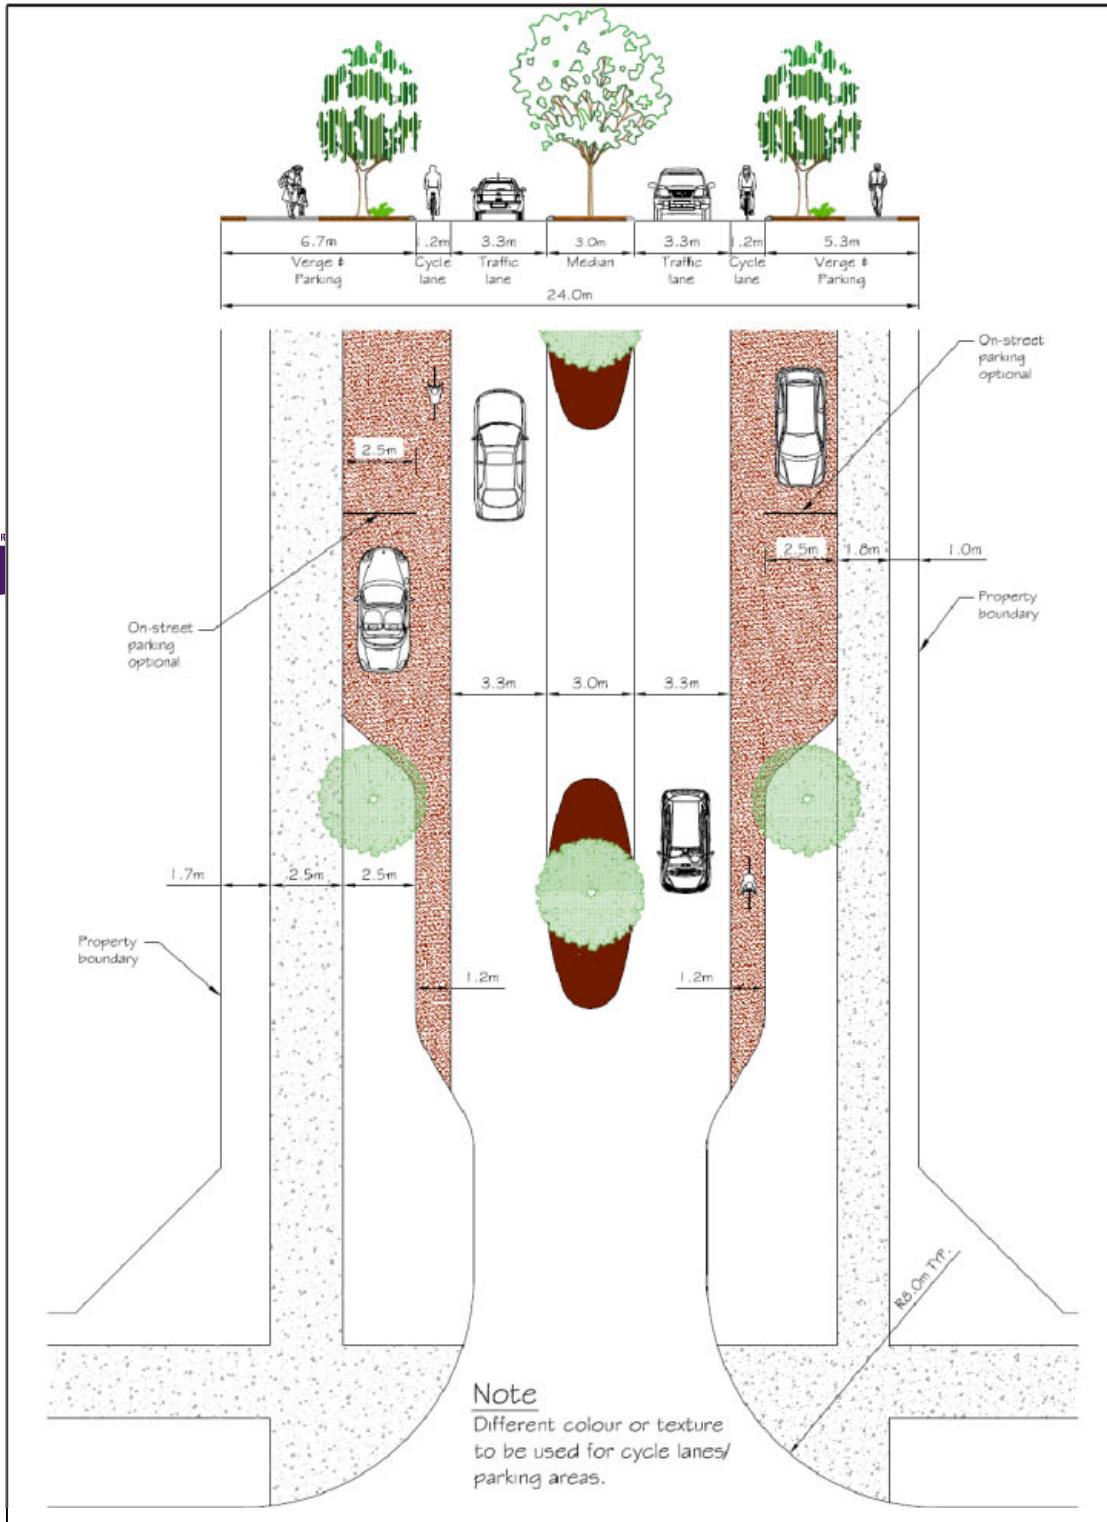 6.7m 1.2m 3.3m 3.0m 3.3m 1.2m 5.3m
Verge & Cycle Traffic Median Traffic Cycle Verge &
Parking lane lane lane lane Parking
24.0m
On-street
parking
optional
2.5m
2.5m 1.8m 1.0m
R
Property
boundary
On-street
parking
optional
3.3m 3.0m 3.3m
1.7m 2.5m 2.5m
Property
boundary
1.2m 1.2m
R8.0m TYP.
Note
Different colour or texture
to be used for cycle lanes/
parking areas.